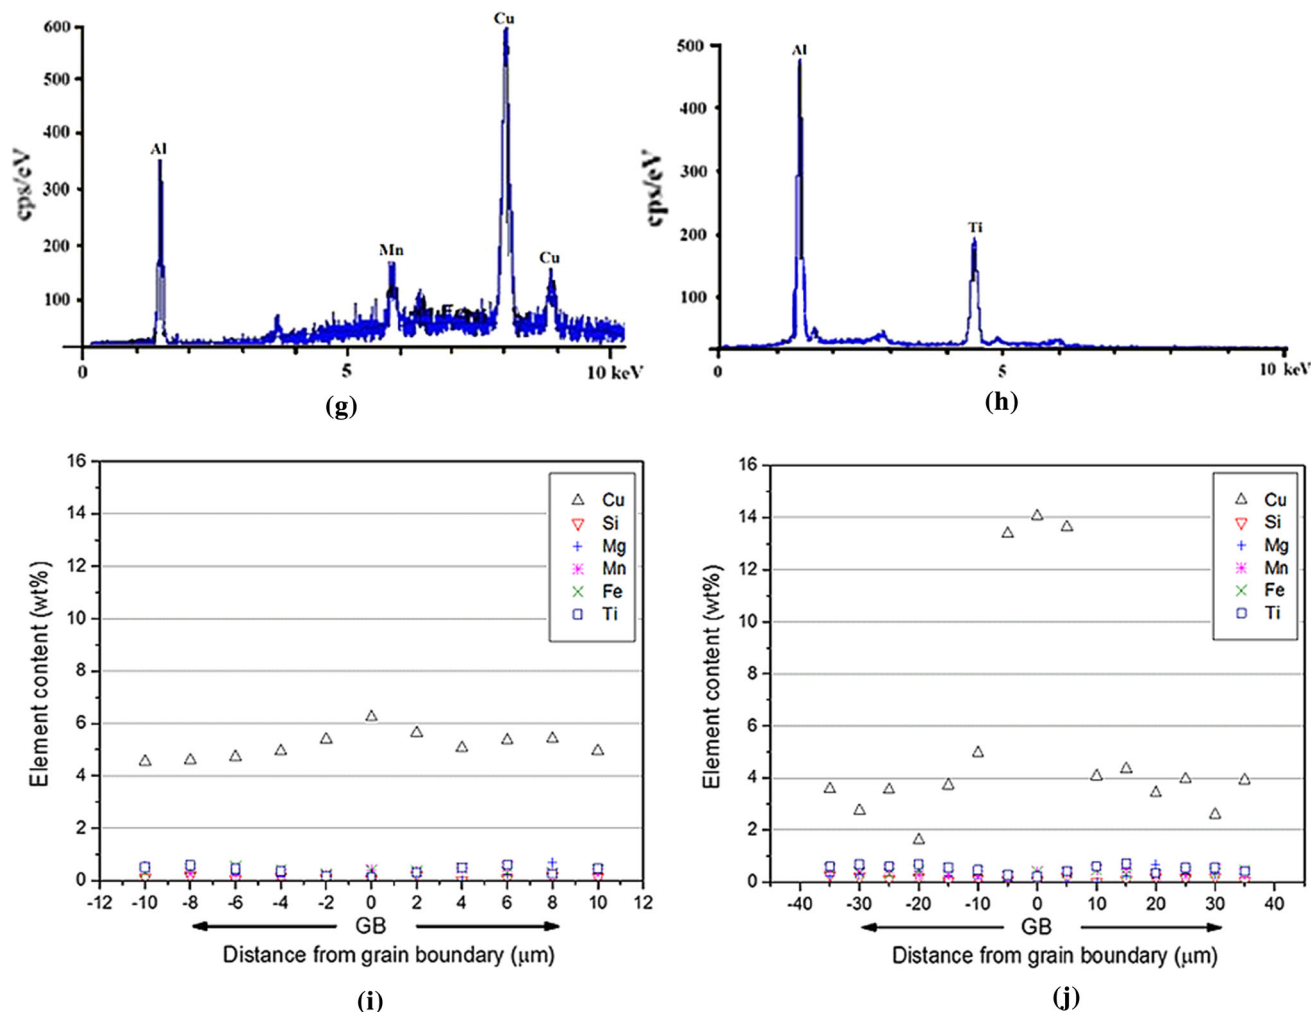 600
500
400
300
200
100
cps/eV
Al
Mn
Cu
Cu
0
5
10 keV
(g)
500
400
300
200
100
cps/eV
Al
Ti
0
5
10 keV
(h)
16
14
12
10
8
6
4
2
0
Element content (wt%)
Cu
Si
Mg
Mn
Fe
Ti
-12 -10 -8 -6 -4 -2 0 2 4 6 8 10 12
GB
Distance from grain boundary (μm)
(i)
16
14
12
10
8
6
4
2
0
Element content (wt%)
Cu
Si
Mg
Mn
Fe
Ti
-40 -30 -20 -10 0 10 20 30 40
GB
Distance from grain boundary (μm)
(j)